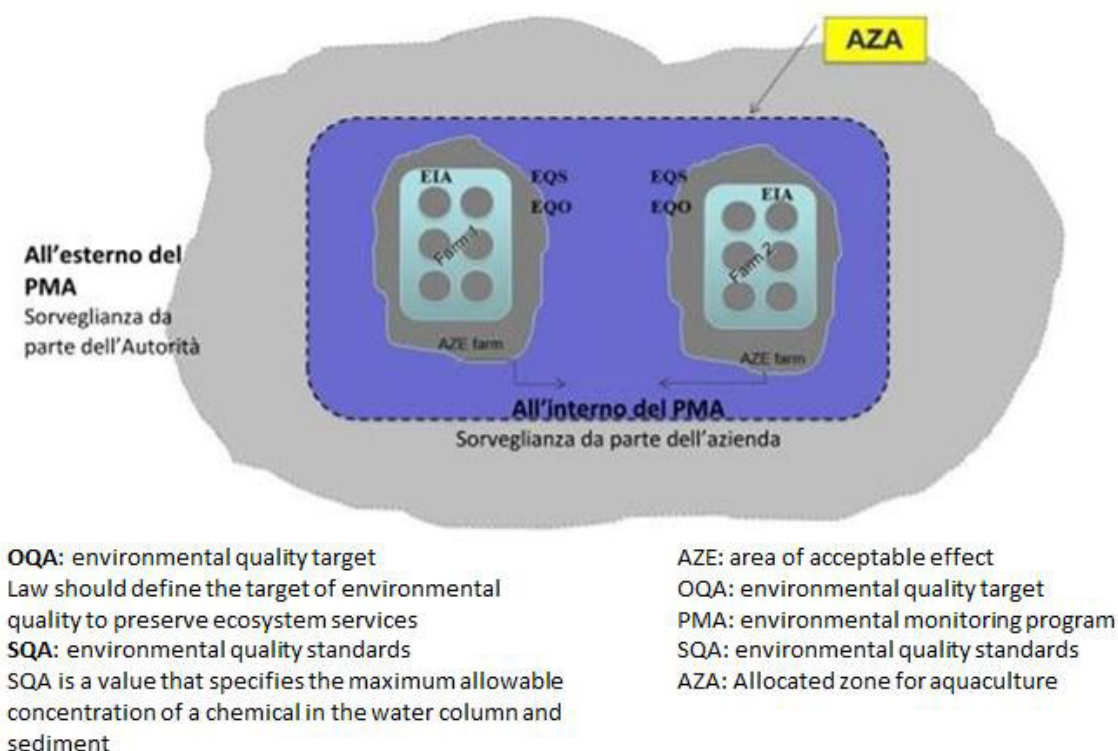 AZA
EIA
EQS
EQO
Farm 1
AZE farm
EQS
EQO
EIA
Farm 2
AZE farm
All'esterno del
PMA
Sorveglianza da
parte dell'Autorità
All'interno del PMA
Sorveglianza da parte dell'azienda
OQA: environmental quality target
Law should define the target of environmental
quality to preserve ecosystem services
SQA: environmental quality standards
SQA is a value that specifies the maximum allowable
concentration of a chemical in the water column and
sediment
AZE: area of acceptable effect
OQA: environmental quality target
PMA: environmental monitoring program
SQA: environmental quality standards
AZA: Allocated zone for aquaculture